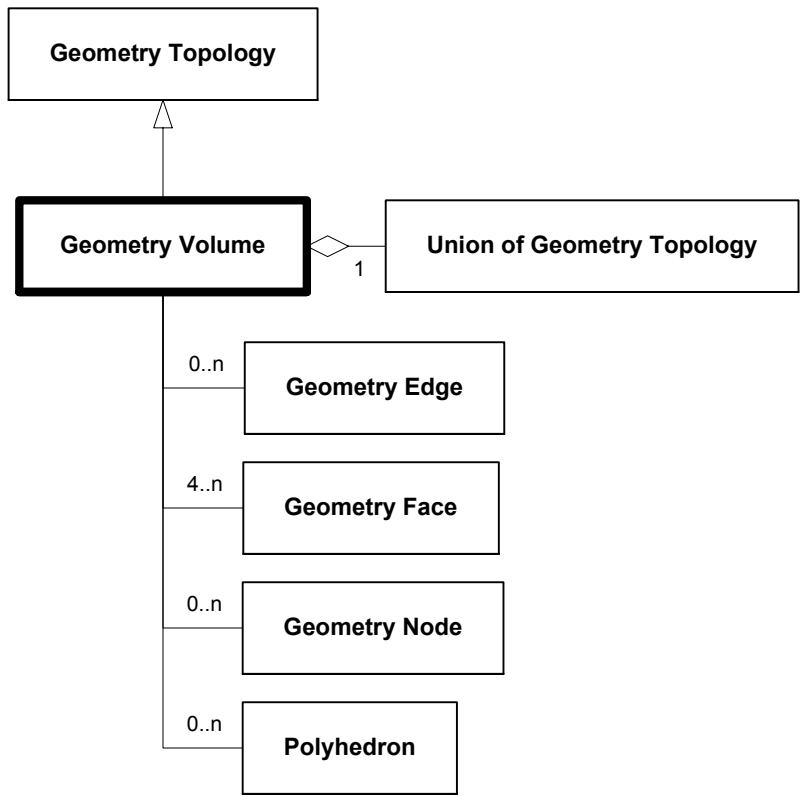 Geometry Topology
Geometry Volume
1
Union of Geometry Topology
0..n
Geometry Edge
4..n
Geometry Face
0..n
Geometry Node
0..n
Polyhedron